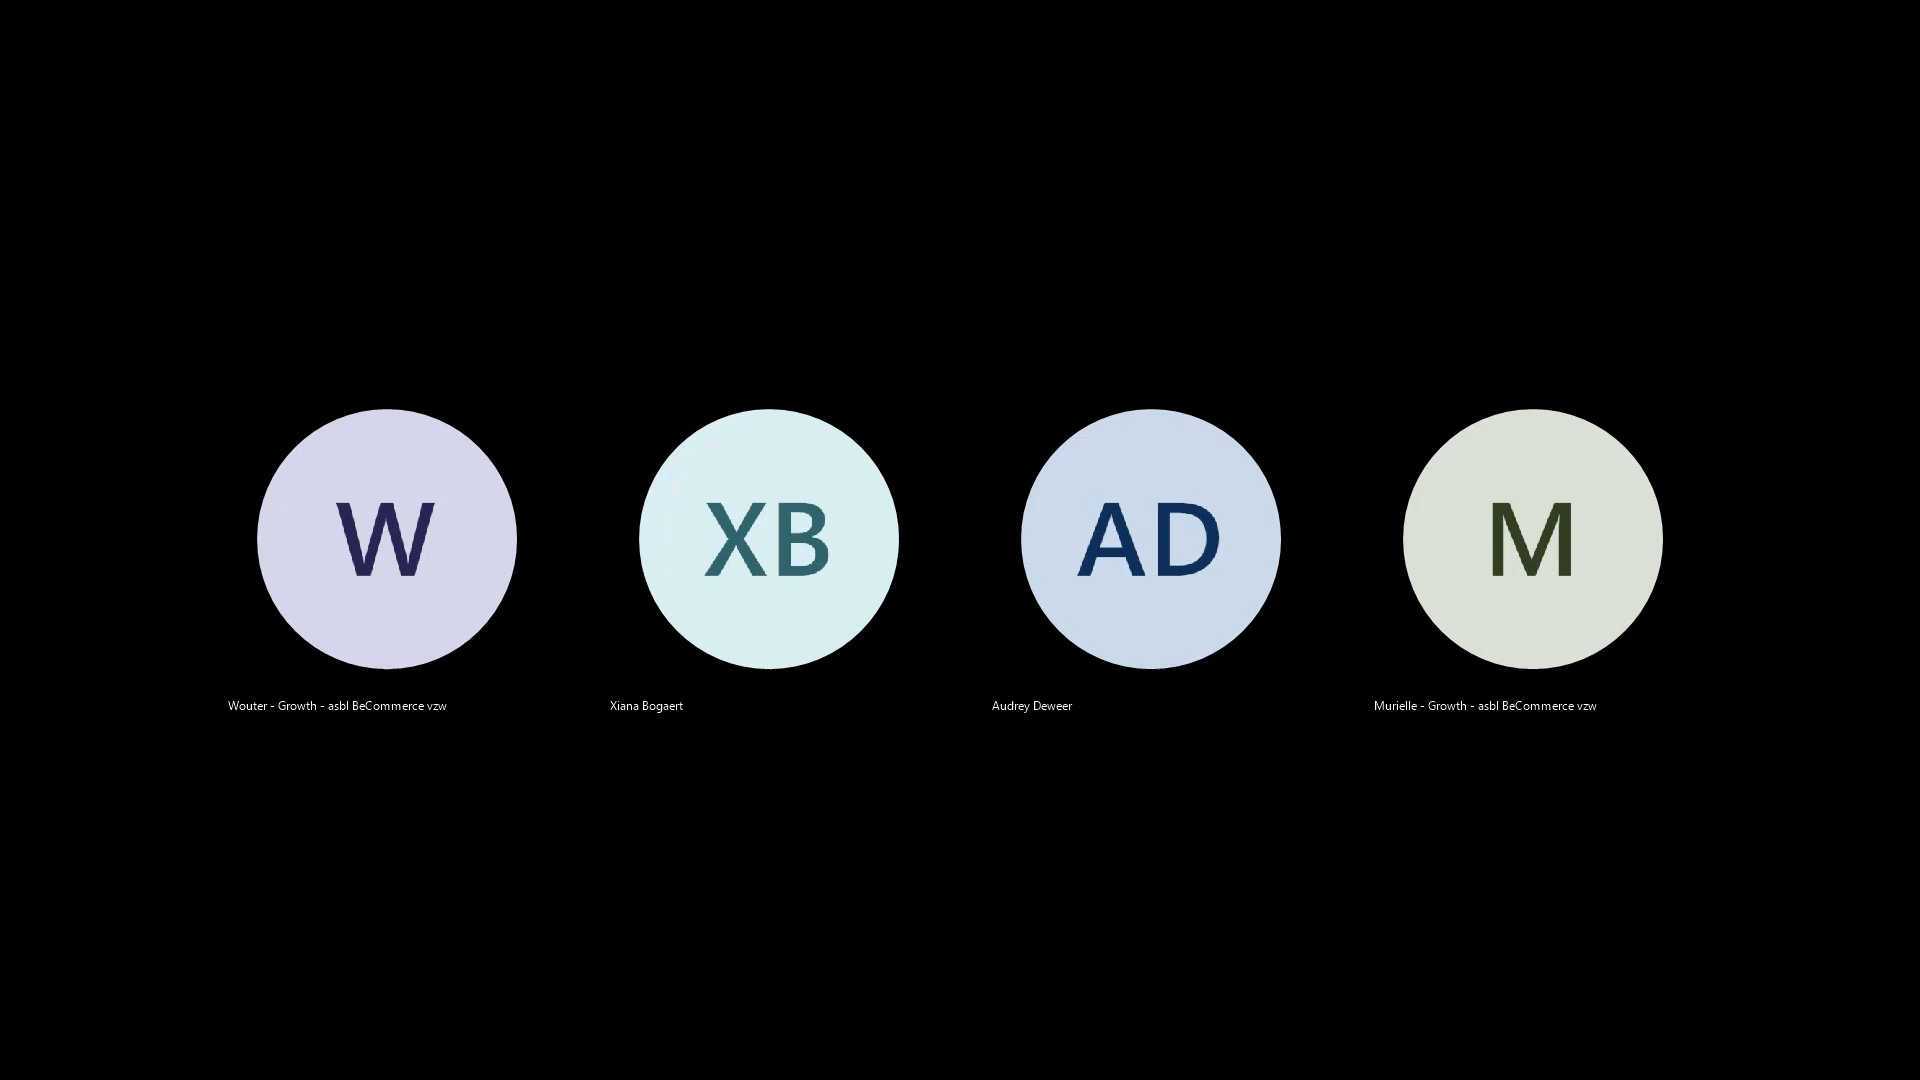 W
XB
AD
M
Wouter - Growth - asbl BeCommerce vzw
Xiana Bogaert
Audrey Deweer
Murielle - Growth - asbl BeCommerce vzw